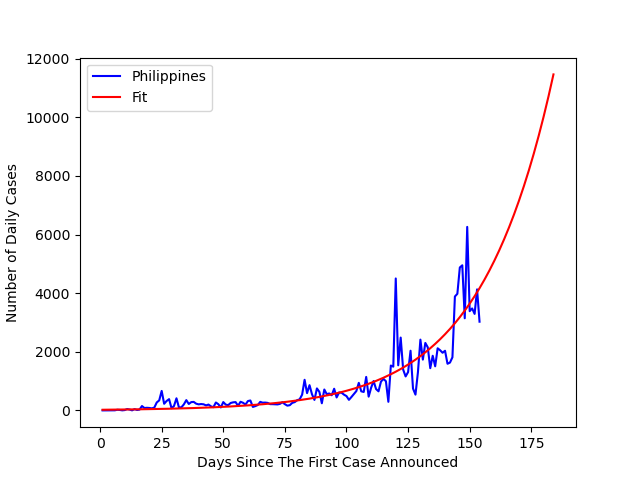 12000
10000
8000
6000
4000
2000
0
Number of Daily Cases
Philippines
Fit
0 25 50 75 100 125 150 175
Days Since The First Case Announced